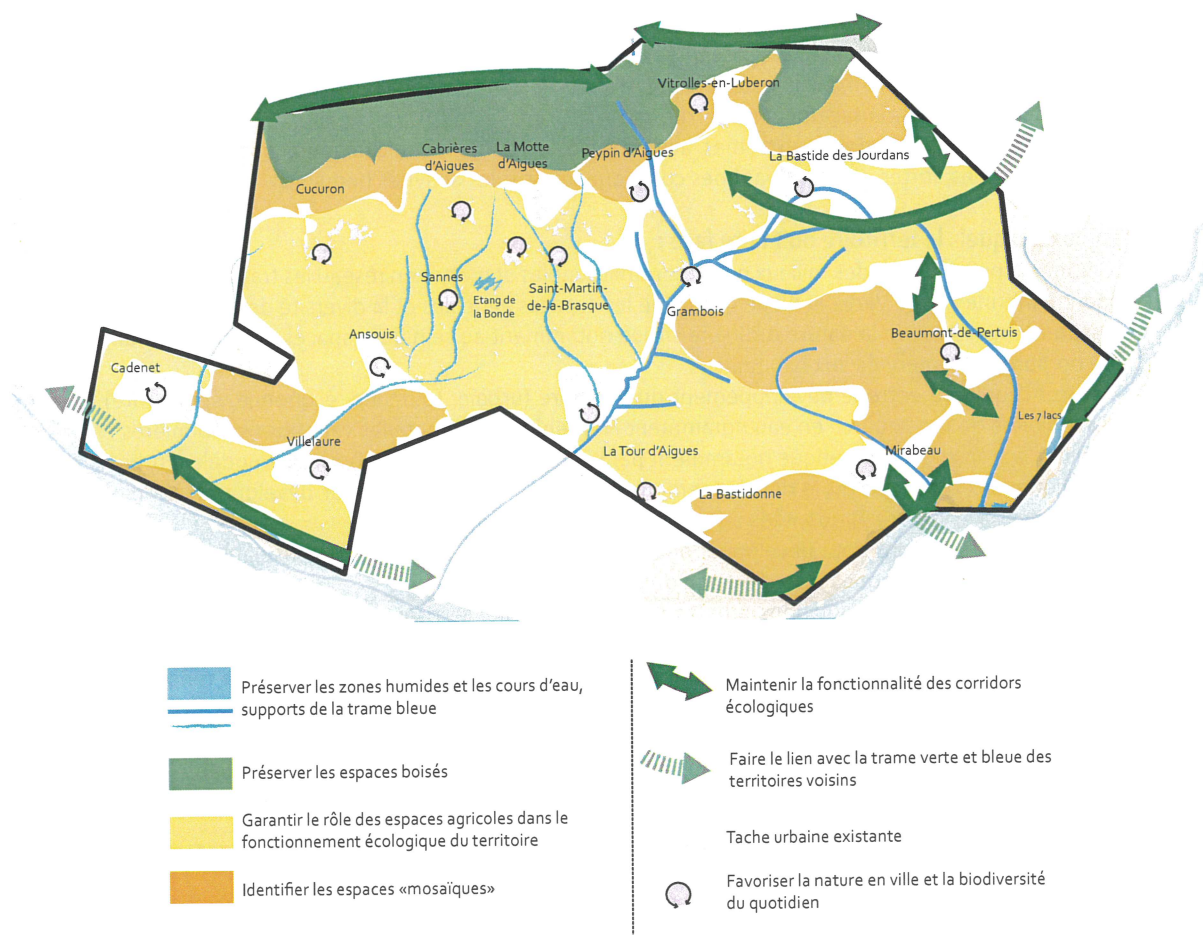 Vitrolles-en-Luberon
Cabrières
d'Aigues
La Motte
d'Aigues
Peypin d'Aigues
La Bastide des Jourdans
Cucuron
Sannes
Etang de
la Bonde
Saint-Martin-
de-la-Brasque
Grambois
Ansouis
Beaumont-de-Pertuis
Cadenet
Les 7 lacs
Villelaure
La Tour d'Aigues
Mirabeau
La Bastidonne
Préserver les zones humides et les cours d'eau,
supports de la trame bleue
Préserver les espaces boisés
Garantir le rôle des espaces agricoles dans le
fonctionnement écologique du territoire
Identifier les espaces «mosaïques»
Maintenir la fonctionnalité des corridors
écologiques
Faire le lien avec la trame verte et bleue des
territoires voisins
Tache urbaine existante
Favoriser la nature en ville et la biodiversité
du quotidien